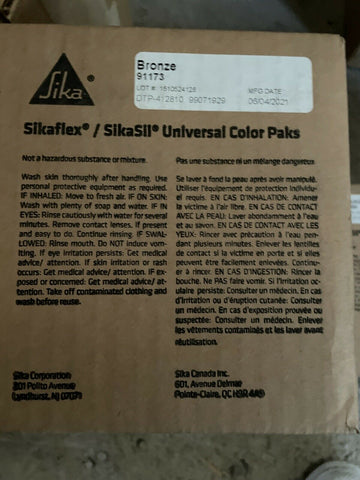 Sika
Bronze
91173
LOT #: 1610524128
MFG DATE
DTP-412810 99071929
05/04/2021
Sikaflex® / SikaSil® Universal Color Paks
Not a hazardous substance or mixture.
Wash skin thoroughly after handling. Use
personal protective equipment as required.
IF INHALED: Move to fresh air. IF ON SKIN:
Wash with plenty of soap and water. IF IN
EYES: Rinse cautiously with water for several
minutes. Remove contact lenses. If present
and easy to do. Continue rinsing. IF SWAL-
LOWED: Rinse mouth. Do NOT induce vom-
iting. If eye irritation persists: Get medical
advice/ attention. If skin irritation or rash
occurs: Get medical advice/ attention. IF ex-
posed or concerned: Get medical advice/ at-
tention. Take off contaminated clothing and
wash before reuse.
Pas une substance ni un mélange dangereux
Se laver à fond la peau après avoir manipulé.
Utiliser l'équipement de protection individu-
el requis. EN CAS D'INHALATION: Amener
la victime à l'air libre. EN CAS DE CONTACT
AVEC LA PEAU: Laver abondamment à l'eau
et au savon. EN CAS DE CONTACT AVEC LES
YEUX: Rincer avec précaution à l'eau pen-
dant plusieurs minutes. Enlever les lentilles
de contact si la victime en porte et si elles
peuvent être facilement enlevées. Continu-
er à rincer. EN CAS D'INGESTION: Rincer la
bouche. Ne PAS faire vomir. Si l'irritation oc-
ulaire persiste: Consulter un médecin. En cas
d'irritation ou d'éruption cutanée: Consulter
un médecin. En cas d'exposition prouvée ou
suspectée: Consulter un médecin. Enlever
les vêtements contaminés et les laver avant
réutilisation.
Sika Corporation
201 Polito Avenue
Lyndhurst, NJ 07071
Sika Canada Inc.
601, Avenue Delmar
Pointe-Claire, QC H9R 4A9